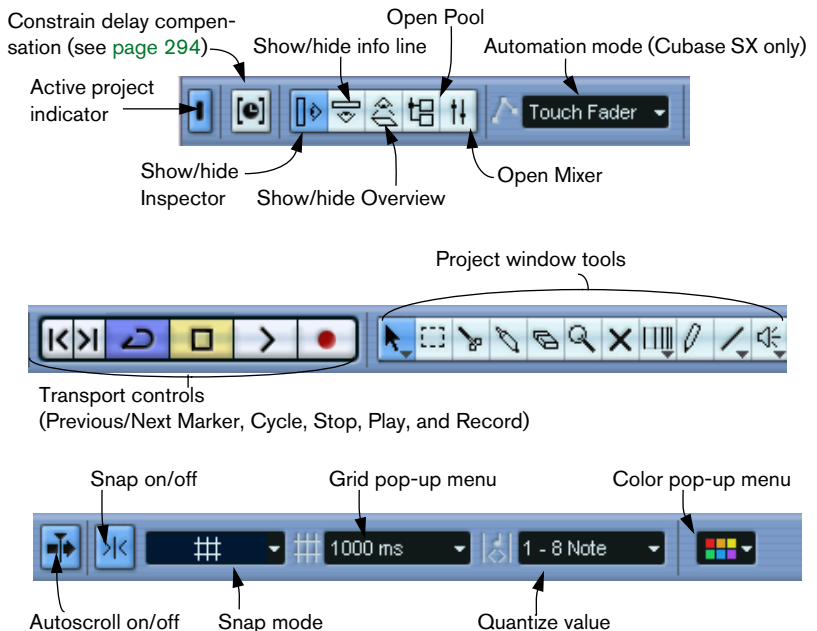 Constrain delay compen-
sation (see page 294)
Open Pool
Show/hide info line
Automation mode (Cubase SX only)
Active project
indicator
Touch Fader
Show/hide
Inspector
Show/hide Overview
Open Mixer
Project window tools
Transport controls
(Previous/Next Marker, Cycle, Stop, Play, and Record)
Snap on/off
Grid pop-up menu
Color pop-up menu
1000 ms
1 - 8 Note
Autoscroll on/off
Snap mode
Quantize value